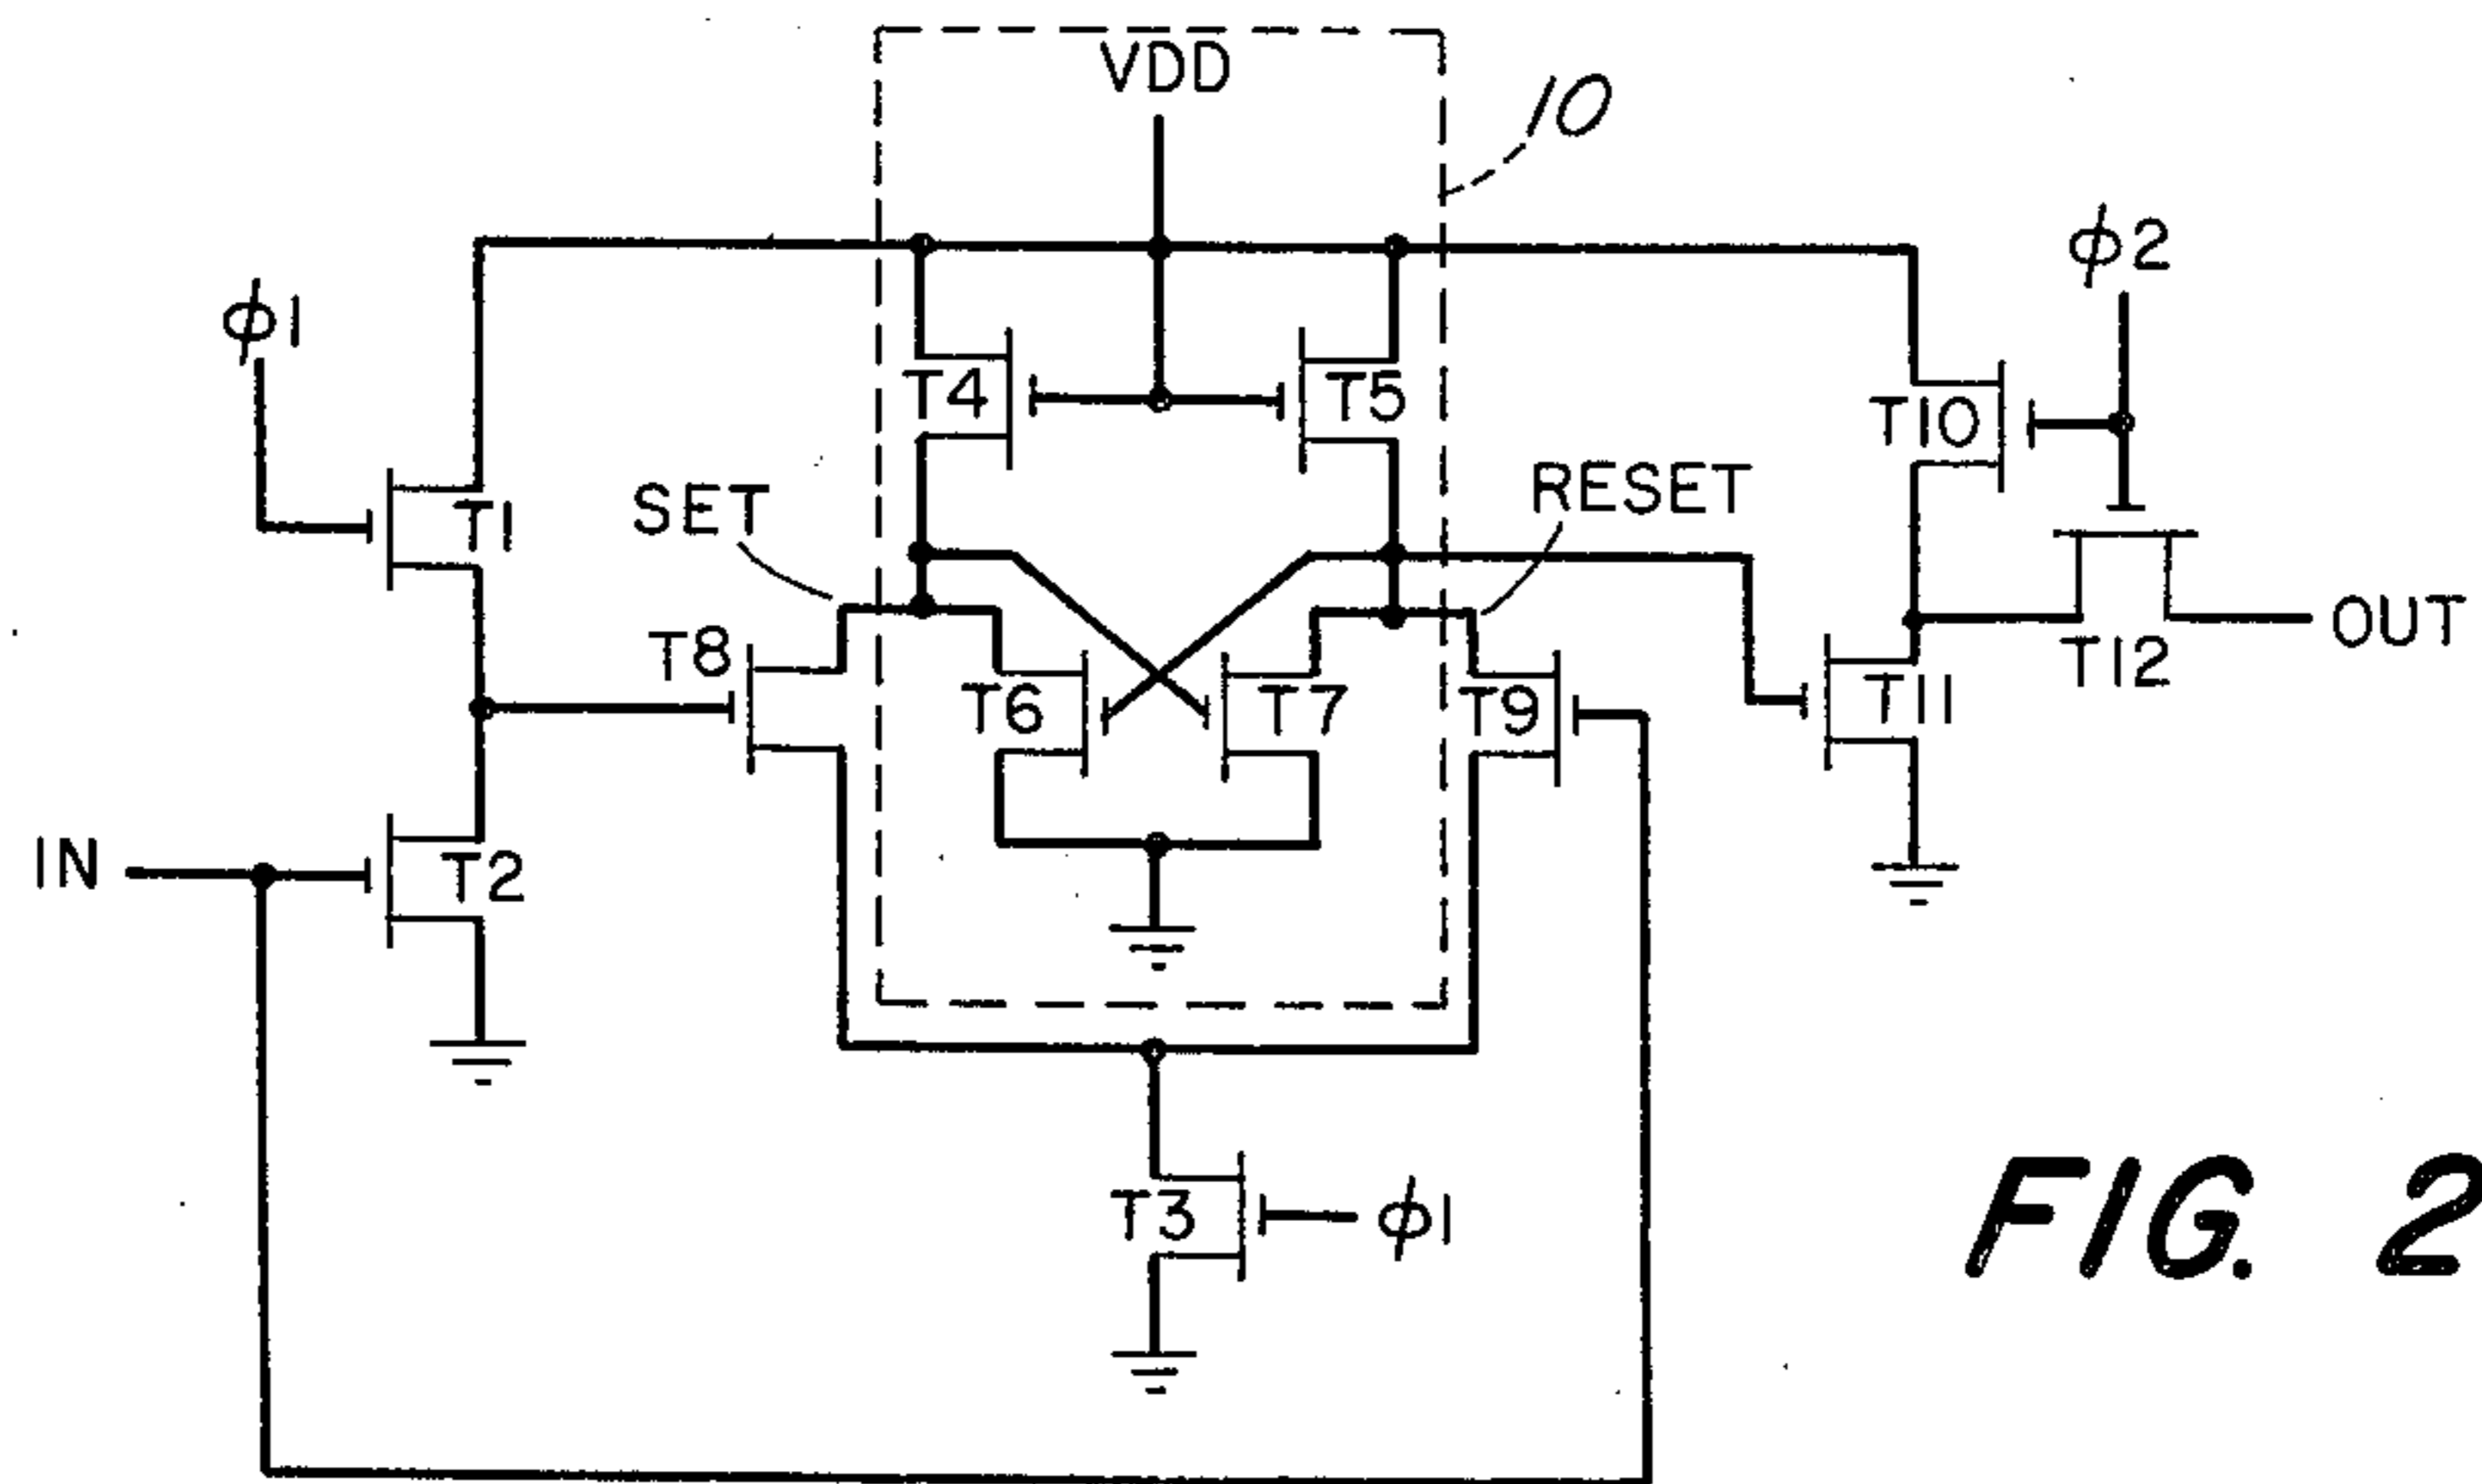 VDD
10
ϕ2
ϕ1
T4
T5
T10
SET
RESET
T1
OUT
T8
T12
T6
T7
T9
T11
IN
T2
T3
ϕ1
FIG. 2